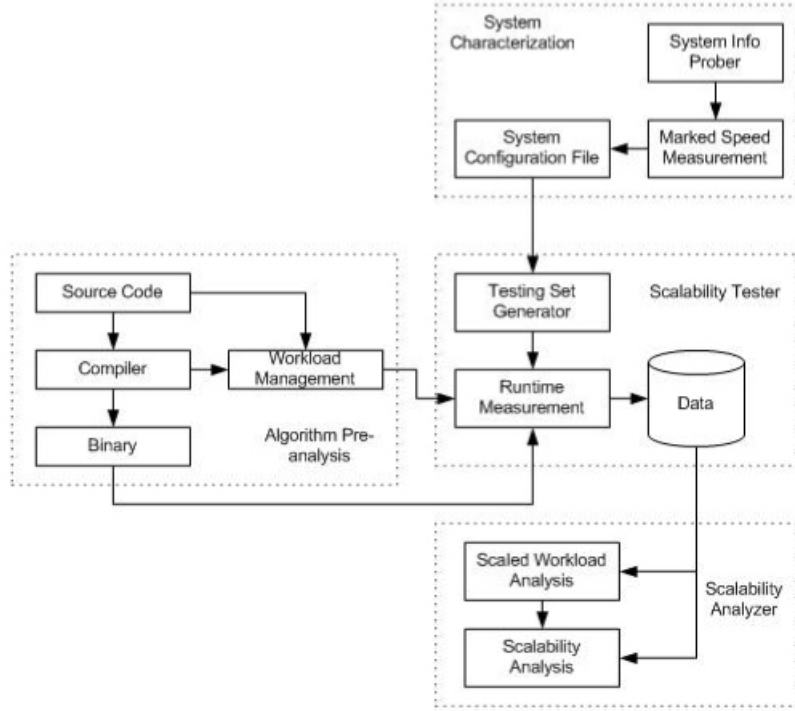 System
Characterization
System Info
Prober
System
Configuration File
Marked Speed
Measurement
Source Code
Compiler
Workload
Management
Binary
Algorithm Pre-
analysis
Testing Set
Generator
Scalability Tester
Runtime
Measurement
Data
Scaled Workload
Analysis
Scalability
Analyzer
Scalability
Analysis